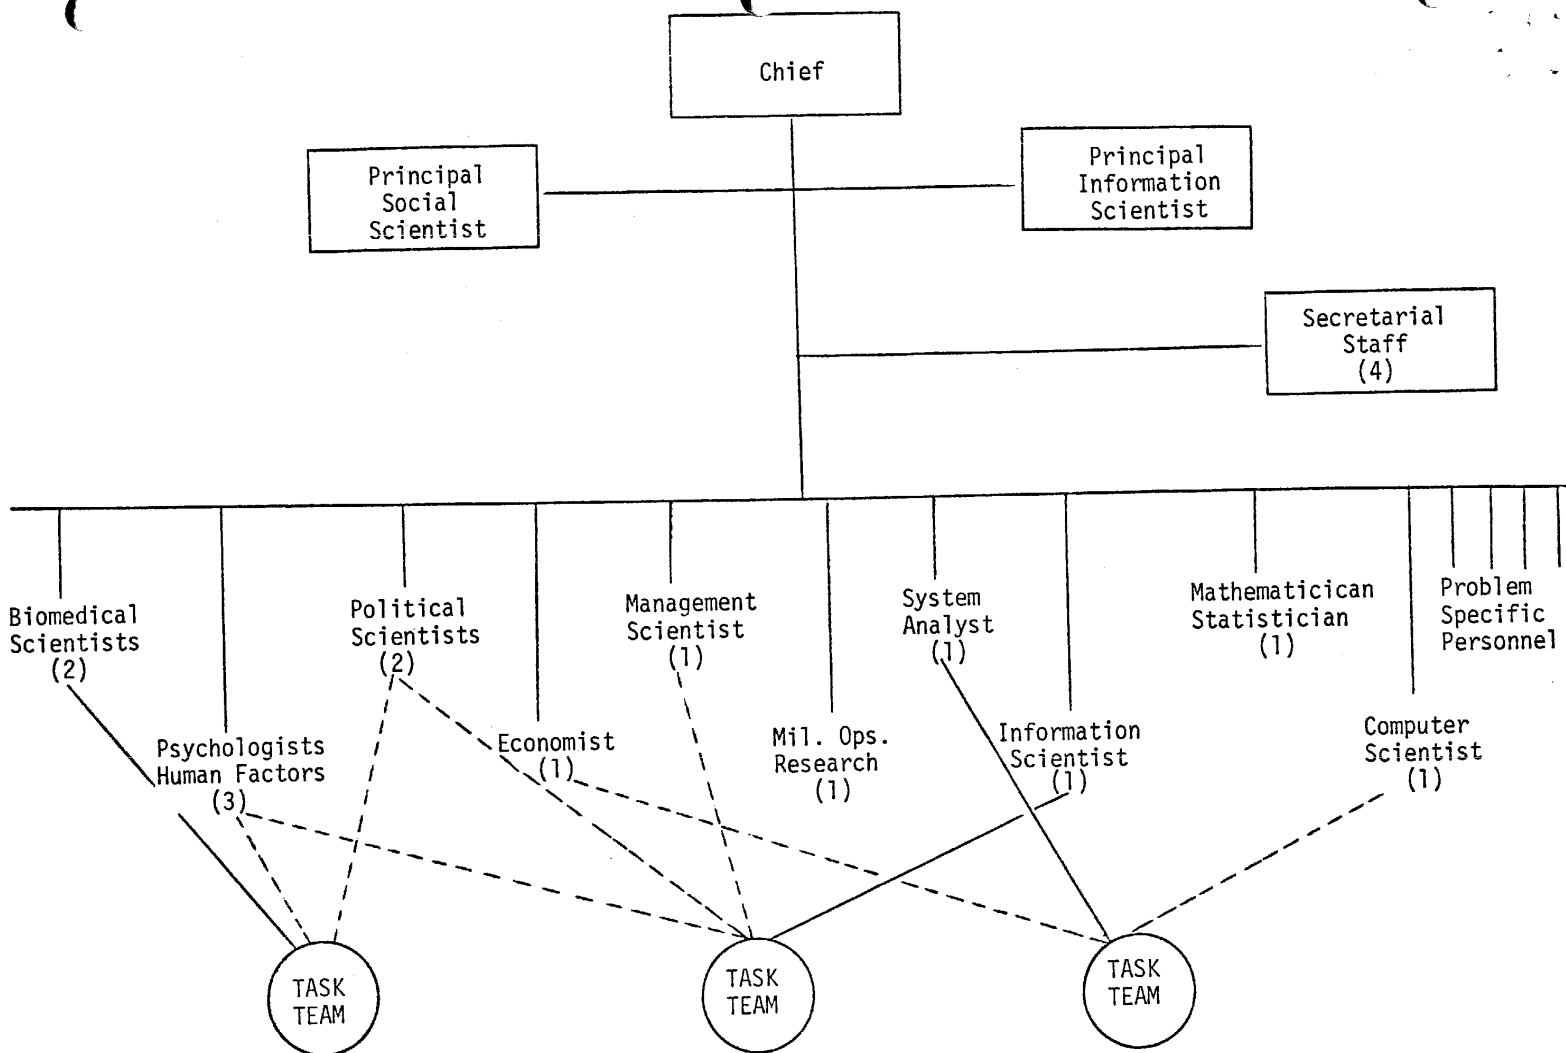 Chief
Principal
Social
Scientist
Principal
Information
Scientist
Secretarial
Staff
(4)
Biomedical
Scientists
(2)
Psychologists
Human Factors
(3)
Political
Scientists
(2)
Economist
(1)
Management
Scientist
(1)
Mil. Ops.
Research
(1)
System
Analyst
(1)
Information
Scientist
(1)
Mathematicican
Statistician
(1)
Computer
Scientist
(1)
Problem
Specific
Personnel
TASK
TEAM
TASK
TEAM
TASK
TEAM